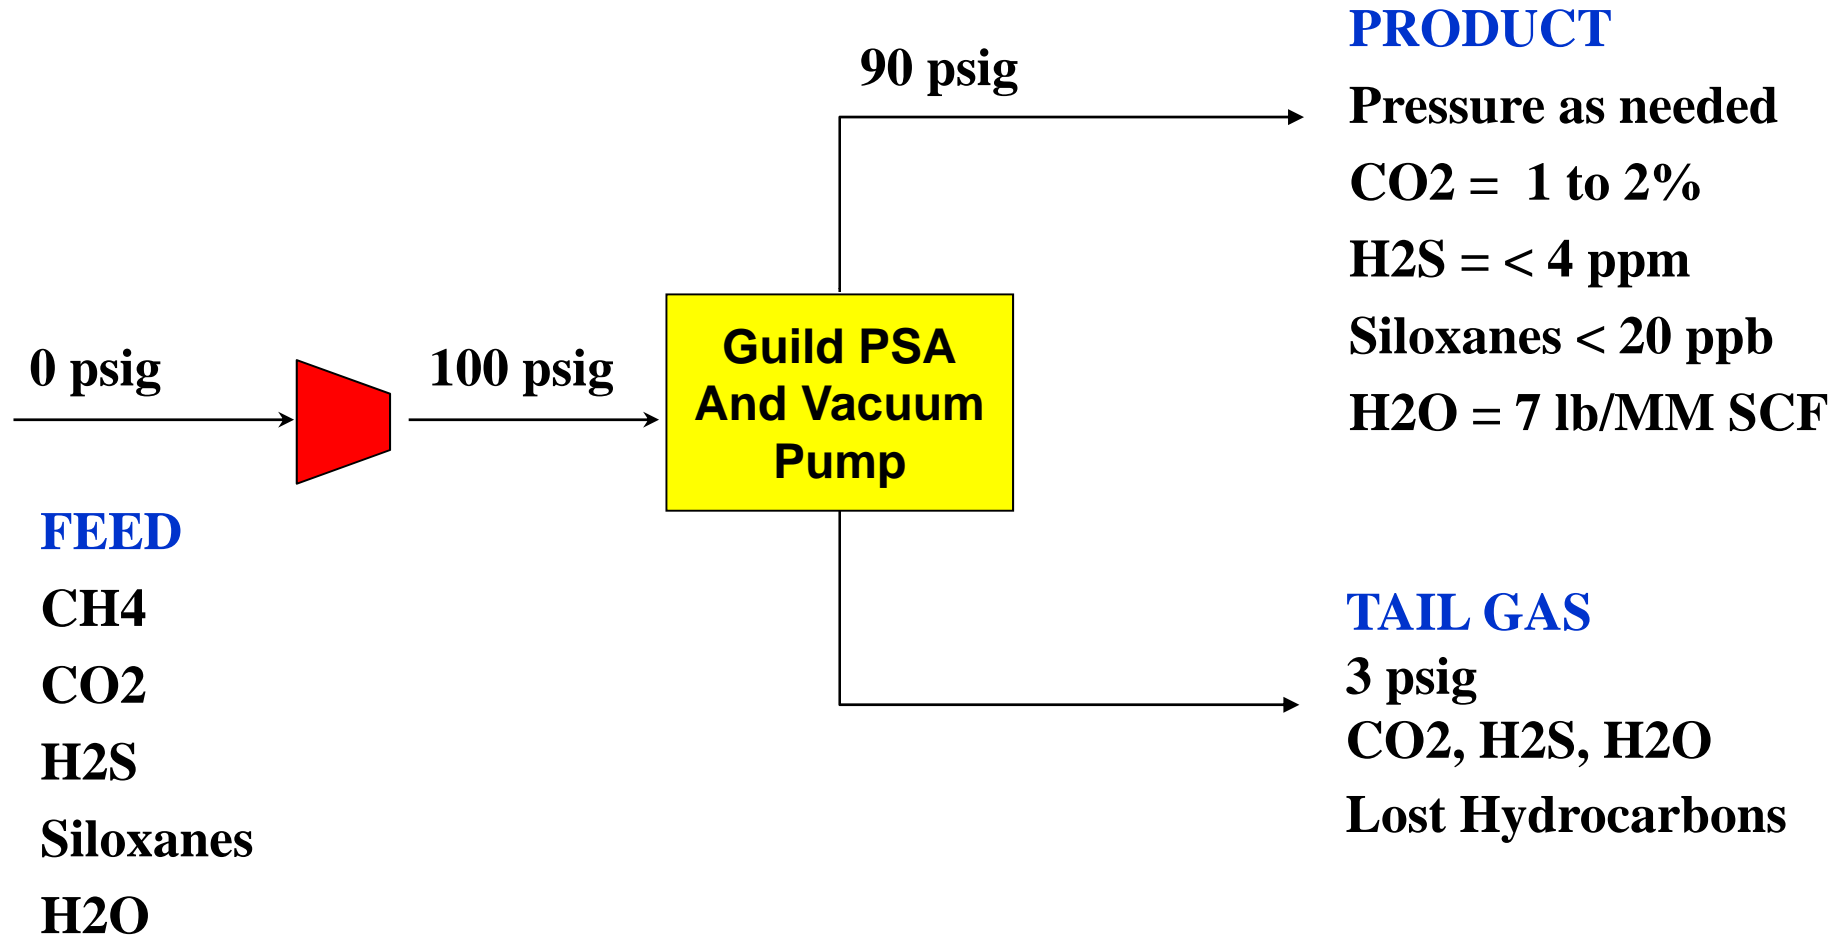 0 psig
100 psig
FEED
CH4
CO2
H2S
Siloxanes
H2O
Guild PSA
And Vacuum
Pump
90 psig
PRODUCT
Pressure as needed
CO2 =  1 to 2%
H2S = < 4 ppm
Siloxanes < 20 ppb
H2O = 7 lb/MM SCF
TAIL GAS
3 psig
CO2, H2S, H2O
Lost Hydrocarbons